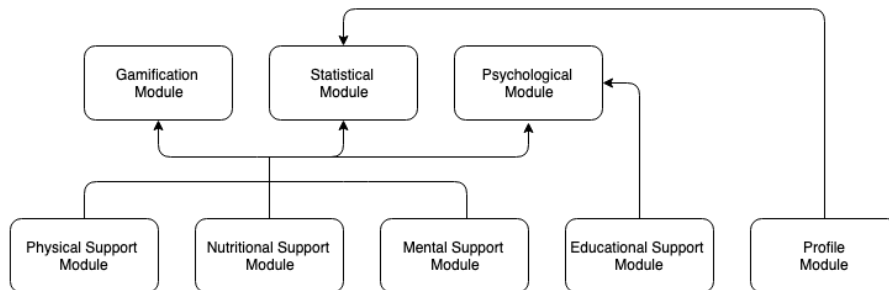 Gamification
Module
Statistical
Module
Psychological
Module
Physical Support
Module
Nutritional Support
Module
Mental Support
Module
Educational Support
Module
Profile
Module